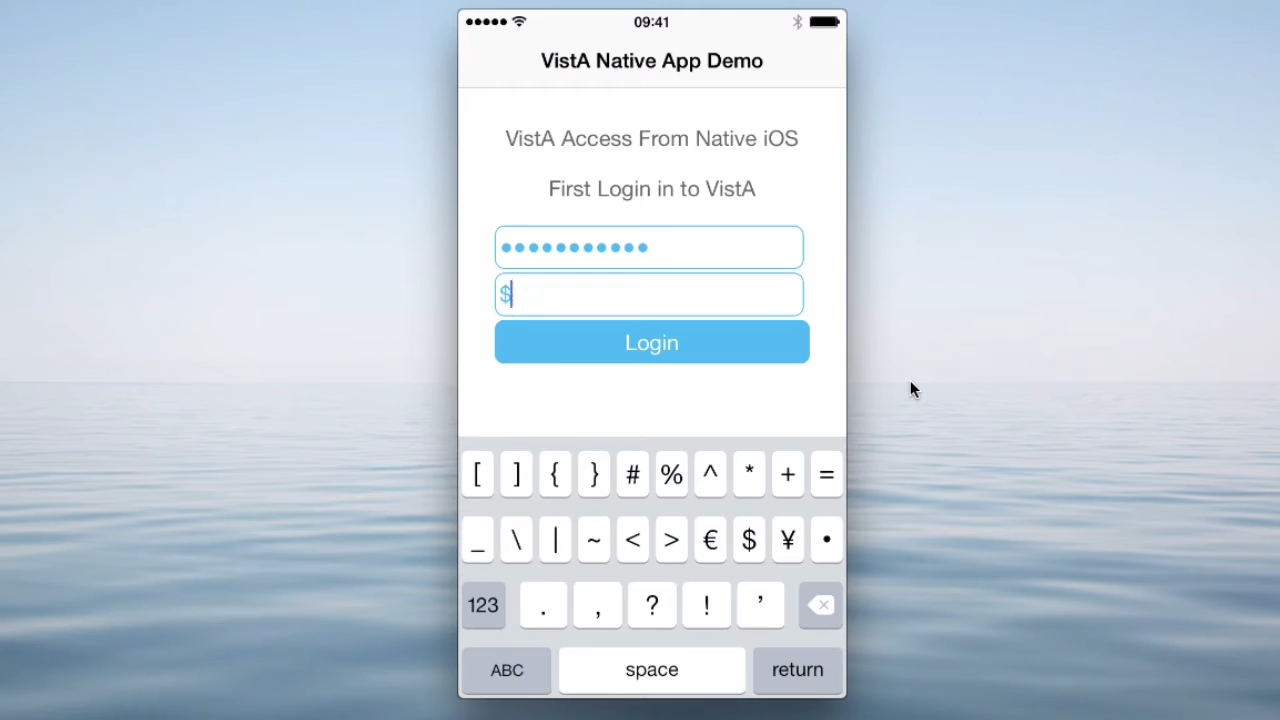 09:41
VistA Native App Demo
VistA Access From Native iOS
First Login in to VistA
•••••••••••
$
Login
[ ] { } # % ^ * + =
_ \ | ~ < > € $ ¥ •
123 . , ? ! ’
ABC space return